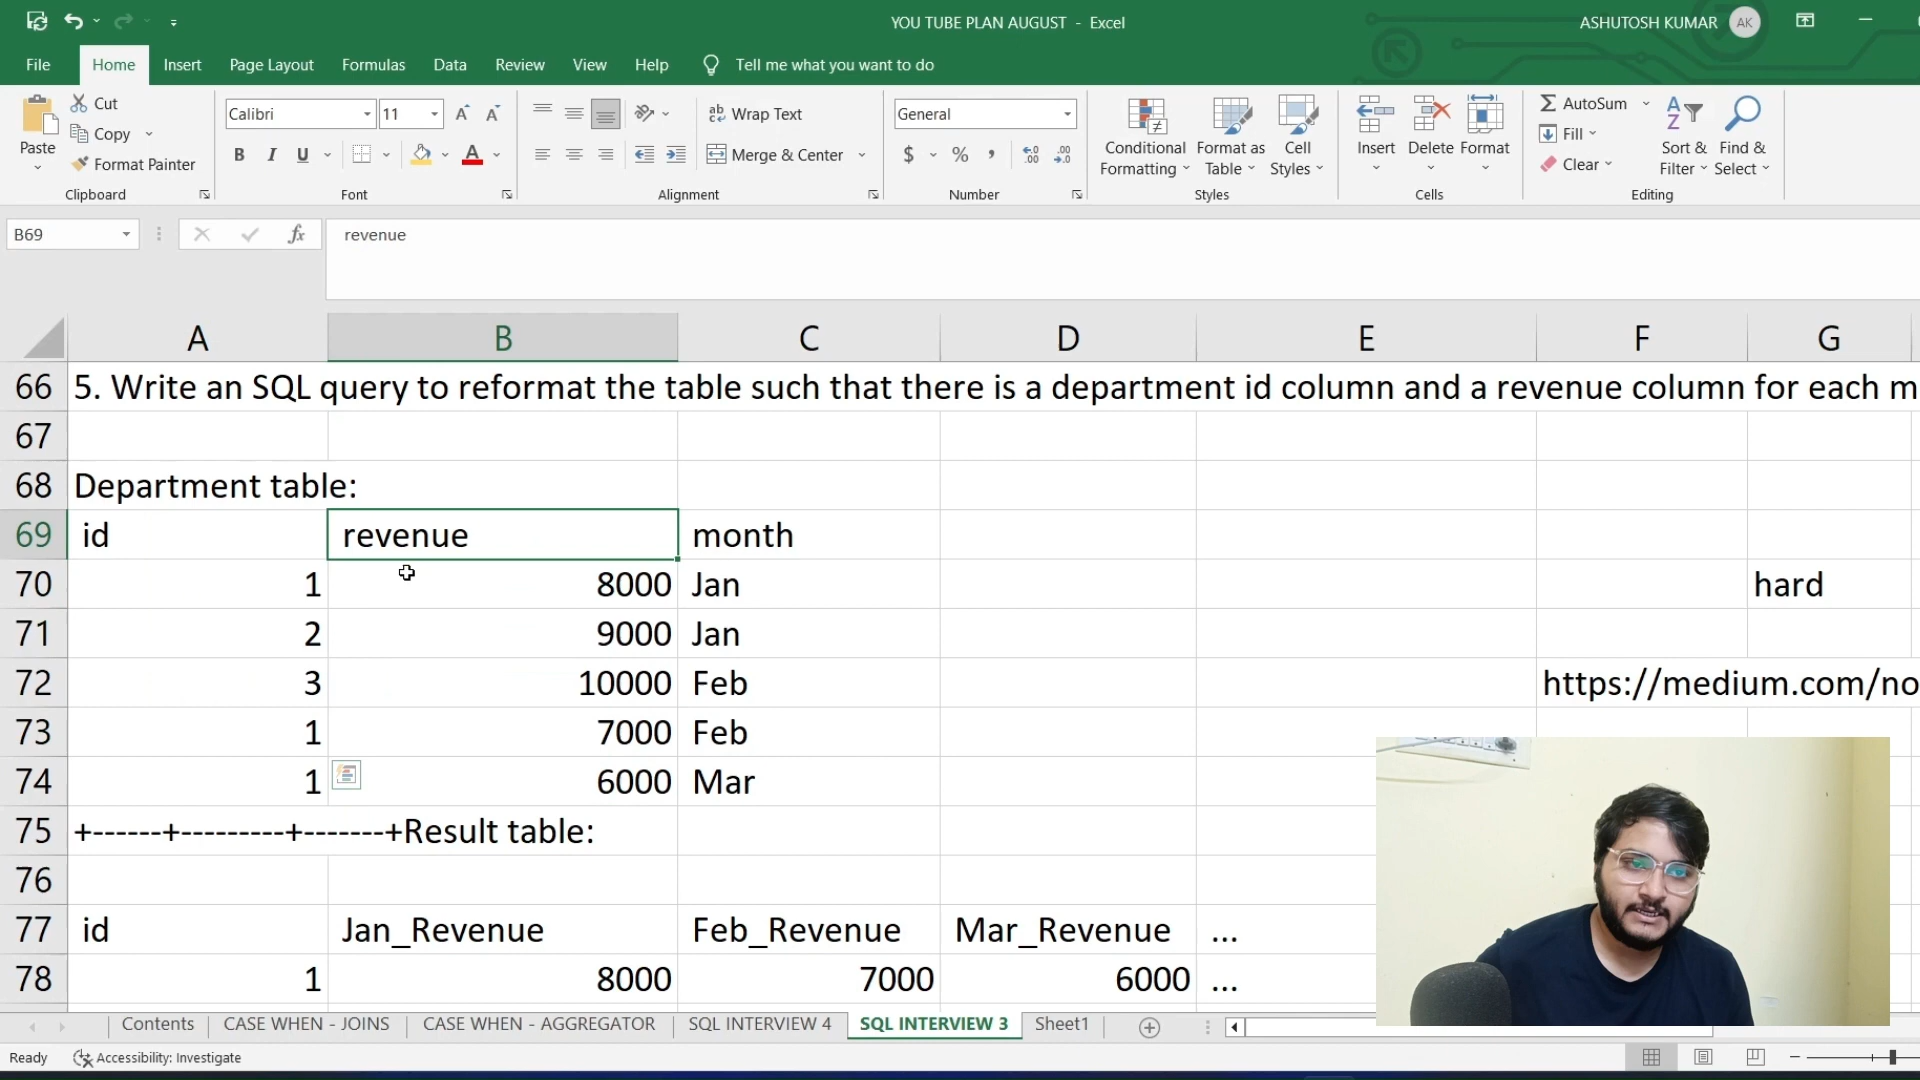 YOU TUBE PLAN AUGUST - Excel
ASHUTOSH KUMAR AK
File Home Insert Page Layout Formulas Data Review View Help Tell me what you want to do
Paste
Cut
Copy
Format Painter
Clipboard
Calibri 11
B I U
Font
Wrap Text
Merge & Center
Alignment
General
$ % ,
Number
Conditional Formatting
Format as Table
Cell Styles
Styles
Insert Delete Format
Cells
AutoSum
Fill
Clear
Sort & Filter
Find & Select
Editing
B69 fx revenue
A B C D E F G
66 5. Write an SQL query to reformat the table such that there is a department id column and a revenue column for each m
67
68 Department table:
69 id revenue month
70 1 8000 Jan hard
71 2 9000 Jan
72 3 10000 Feb https://medium.com/no
73 1 7000 Feb
74 1 6000 Mar
75 +------+---------+-------+Result table:
76
77 id Jan_Revenue Feb_Revenue Mar_Revenue ...
78 1 8000 7000 6000 ...
Contents CASE WHEN - JOINS CASE WHEN - AGGREGATOR SQL INTERVIEW 4 SQL INTERVIEW 3 Sheet1
Ready Accessibility: Investigate